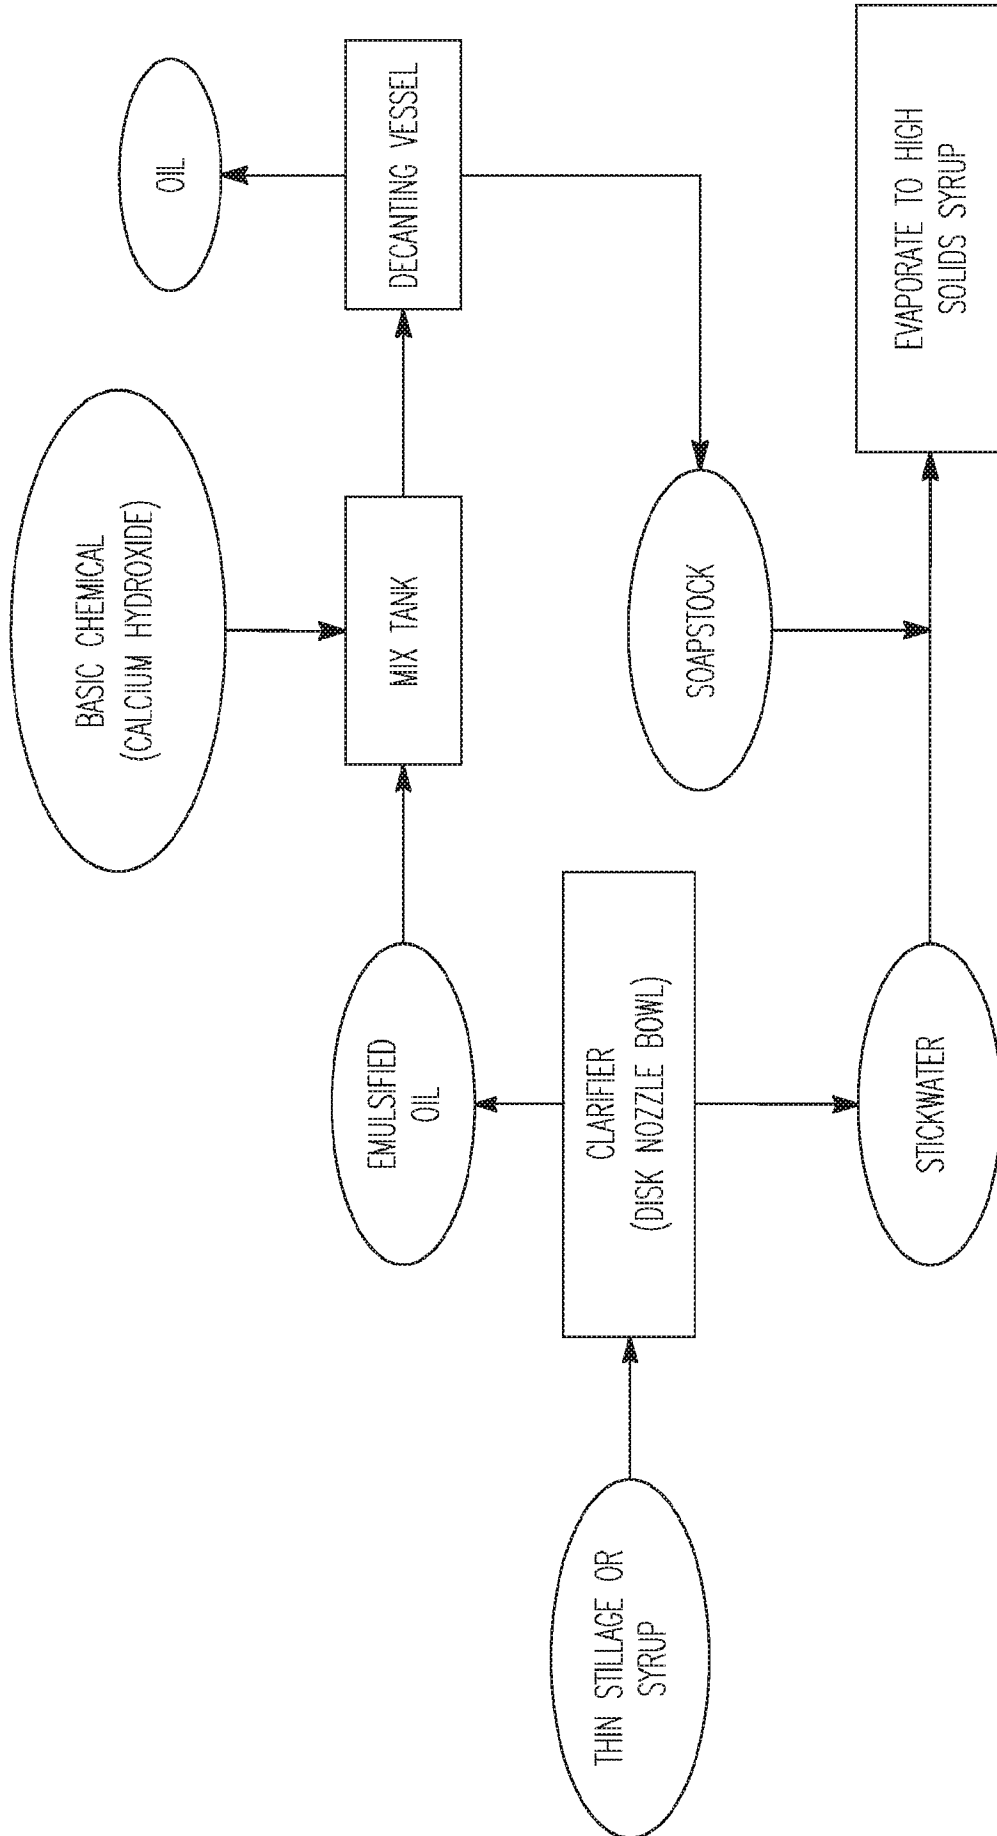 THIN STILLAGE OR
SYRUP
CLARIFIER
(DISK NOZZLE BOWL)
EMULSIFIED
OIL
STICKWATER
BASIC CHEMICAL
(CALCIUM HYDROXIDE)
MIX TANK
SOAPSTOCK
OIL
DECANTING VESSEL
EVAPORATE TO HIGH
SOLIDS SYRUP